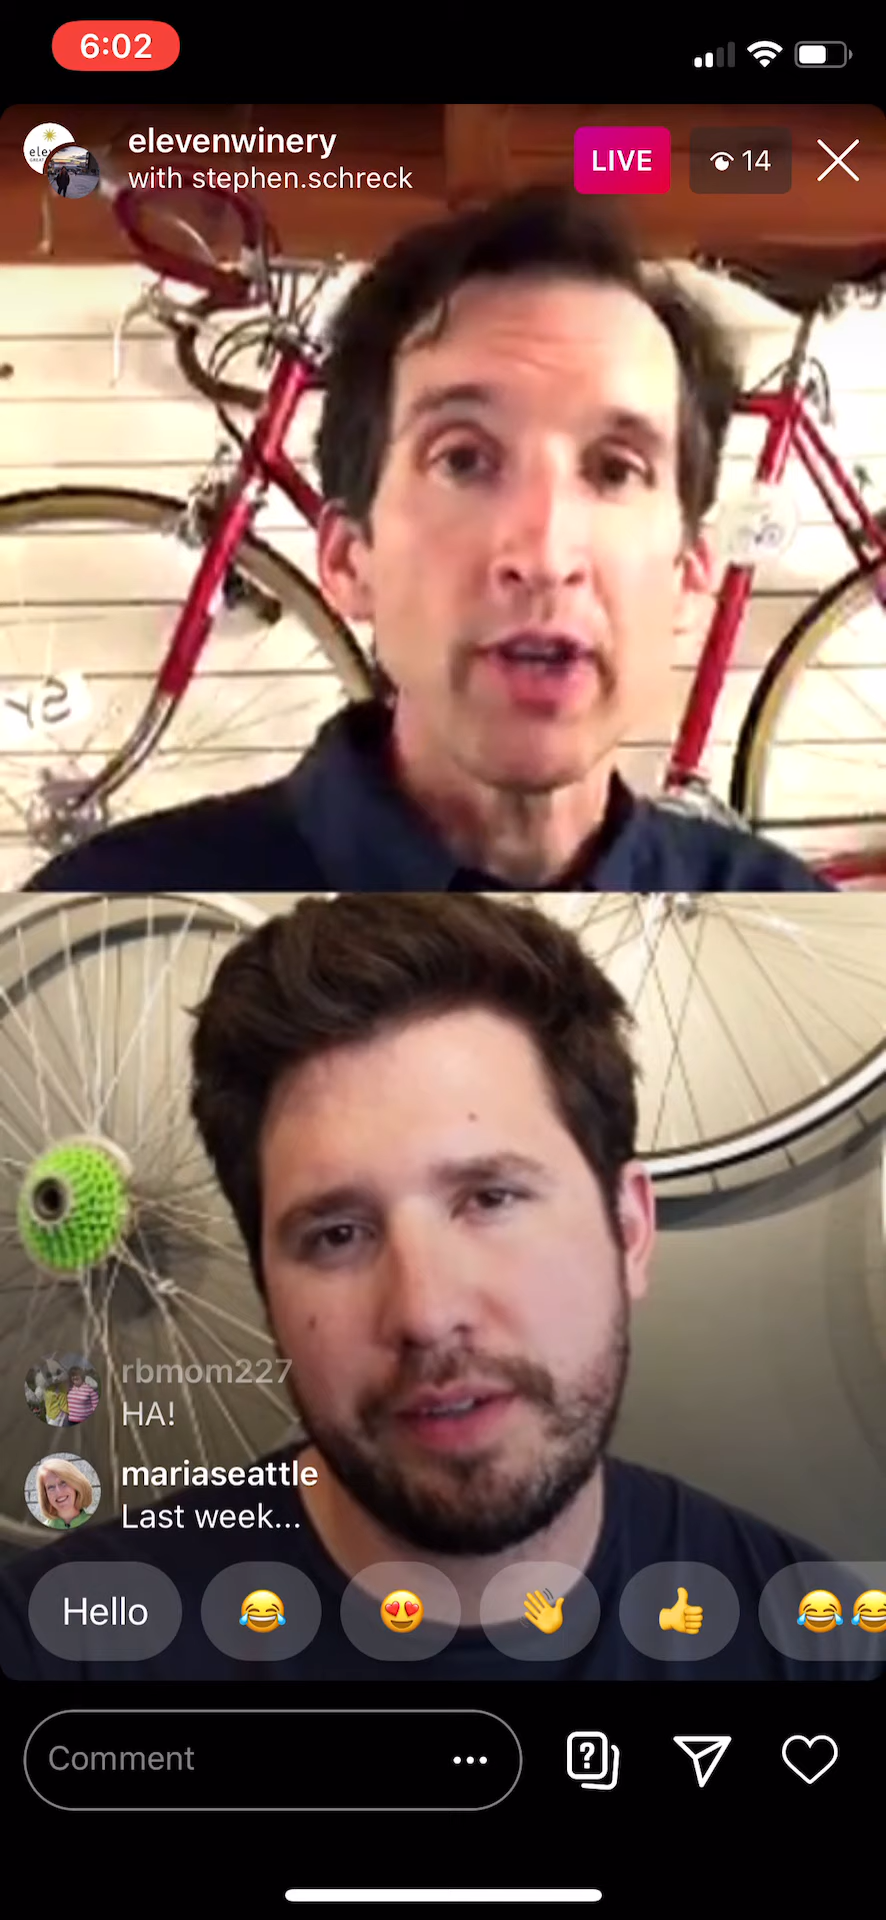 6:02
elevenwinery
with stephen.schreck
LIVE
14
rbmom227
HA!
mariaseattle
Last week...
Hello
Comment